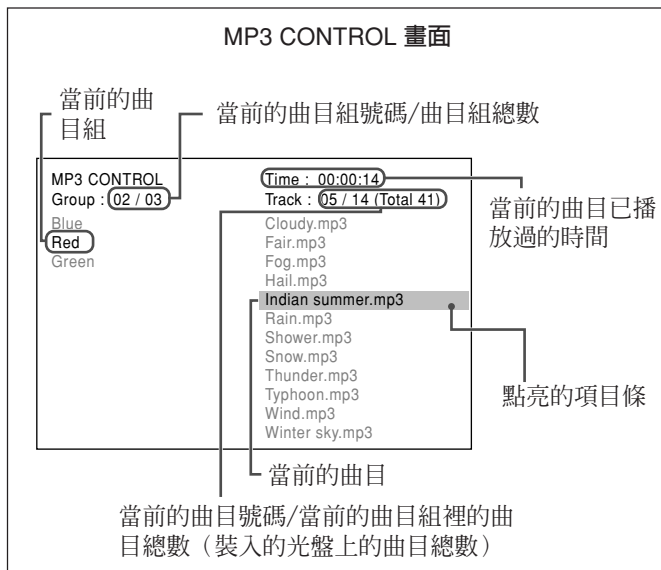 MP3 CONTROL 畫面
當前的曲
目組
當前的曲目組號碼/曲目組總數
MP3 CONTROL
Group : 02 / 03
Blue
Red
Green
Time : 00:00:14
Track : 05 / 14 (Total 41)
Cloudy.mp3
Fair.mp3
Fog.mp3
Hail.mp3
Indian summer.mp3
Rain.mp3
Shower.mp3
Snow.mp3
Thunder.mp3
Typhoon.mp3
Wind.mp3
Winter sky.mp3
當前的曲目已播
放過的時間
點亮的項目條
當前的曲目
當前的曲目號碼/當前的曲目組裡的曲
目總數（裝入的光盤上的曲目總數）